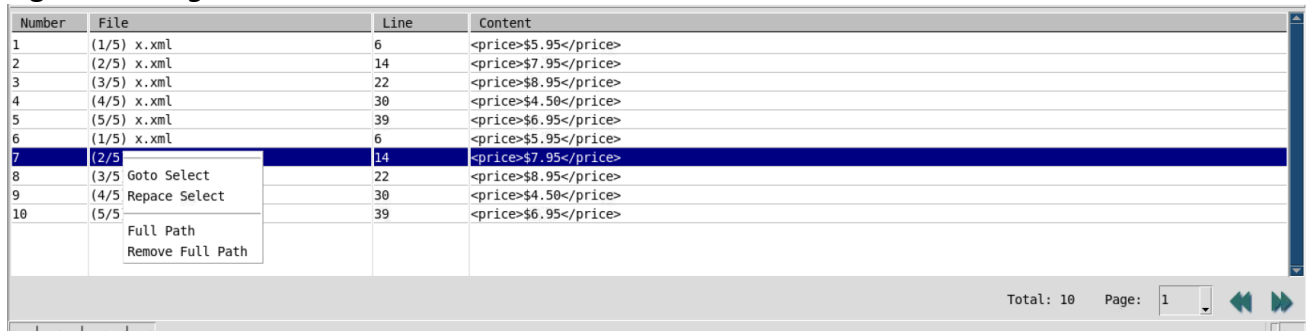 Number File Line Content
1 (1/5) x.xml 6 <price>$5.95</price>
2 (2/5) x.xml 14 <price>$7.95</price>
3 (3/5) x.xml 22 <price>$8.95</price>
4 (4/5) x.xml 30 <price>$4.50</price>
5 (5/5) x.xml 39 <price>$6.95</price>
6 (1/5) x.xml 6 <price>$5.95</price>
7 (2/5 14 <price>$7.95</price>
8 (3/5 Goto Select 22 <price>$8.95</price>
9 (4/5 Repace Select 30 <price>$4.50</price>
10 (5/5 39 <price>$6.95</price>
Full Path
Remove Full Path
Total: 10 Page: 1